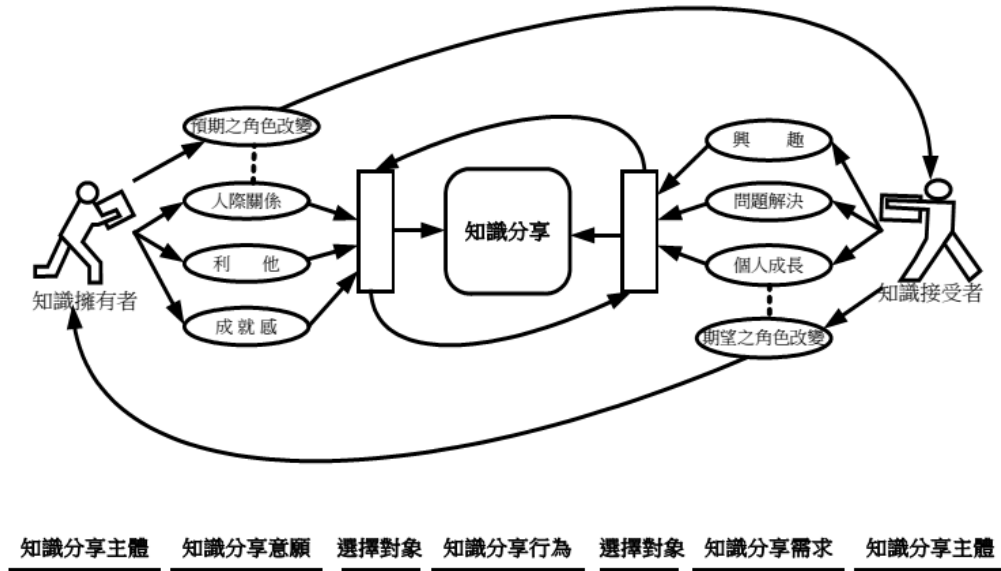 預期之角色改變
人際關係
利 他
成就感
知識擁有者
知識分享
興 趣
問題解決
個人成長
期望之角色改變
知識接受者
知識分享主體 知識分享意願 選擇對象 知識分享行為 選擇對象 知識分享需求 知識分享主體